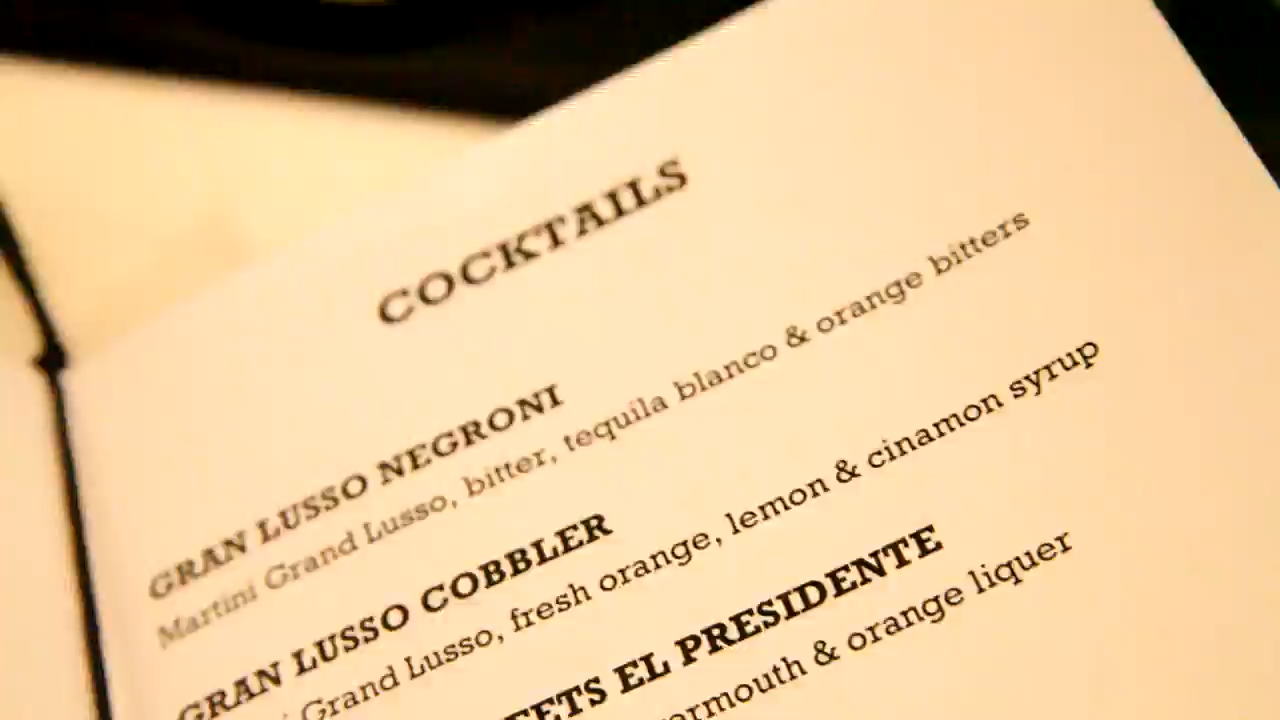 COCKTAILS
GRAN LUSSO NEGRONI
Martini Grand Lusso, bitter, tequila blanco & orange bitters
GRAN LUSSO COBBLER
Grand Lusso, fresh orange, lemon & cinamon syrup
EL PRESIDENTE
& orange liquer